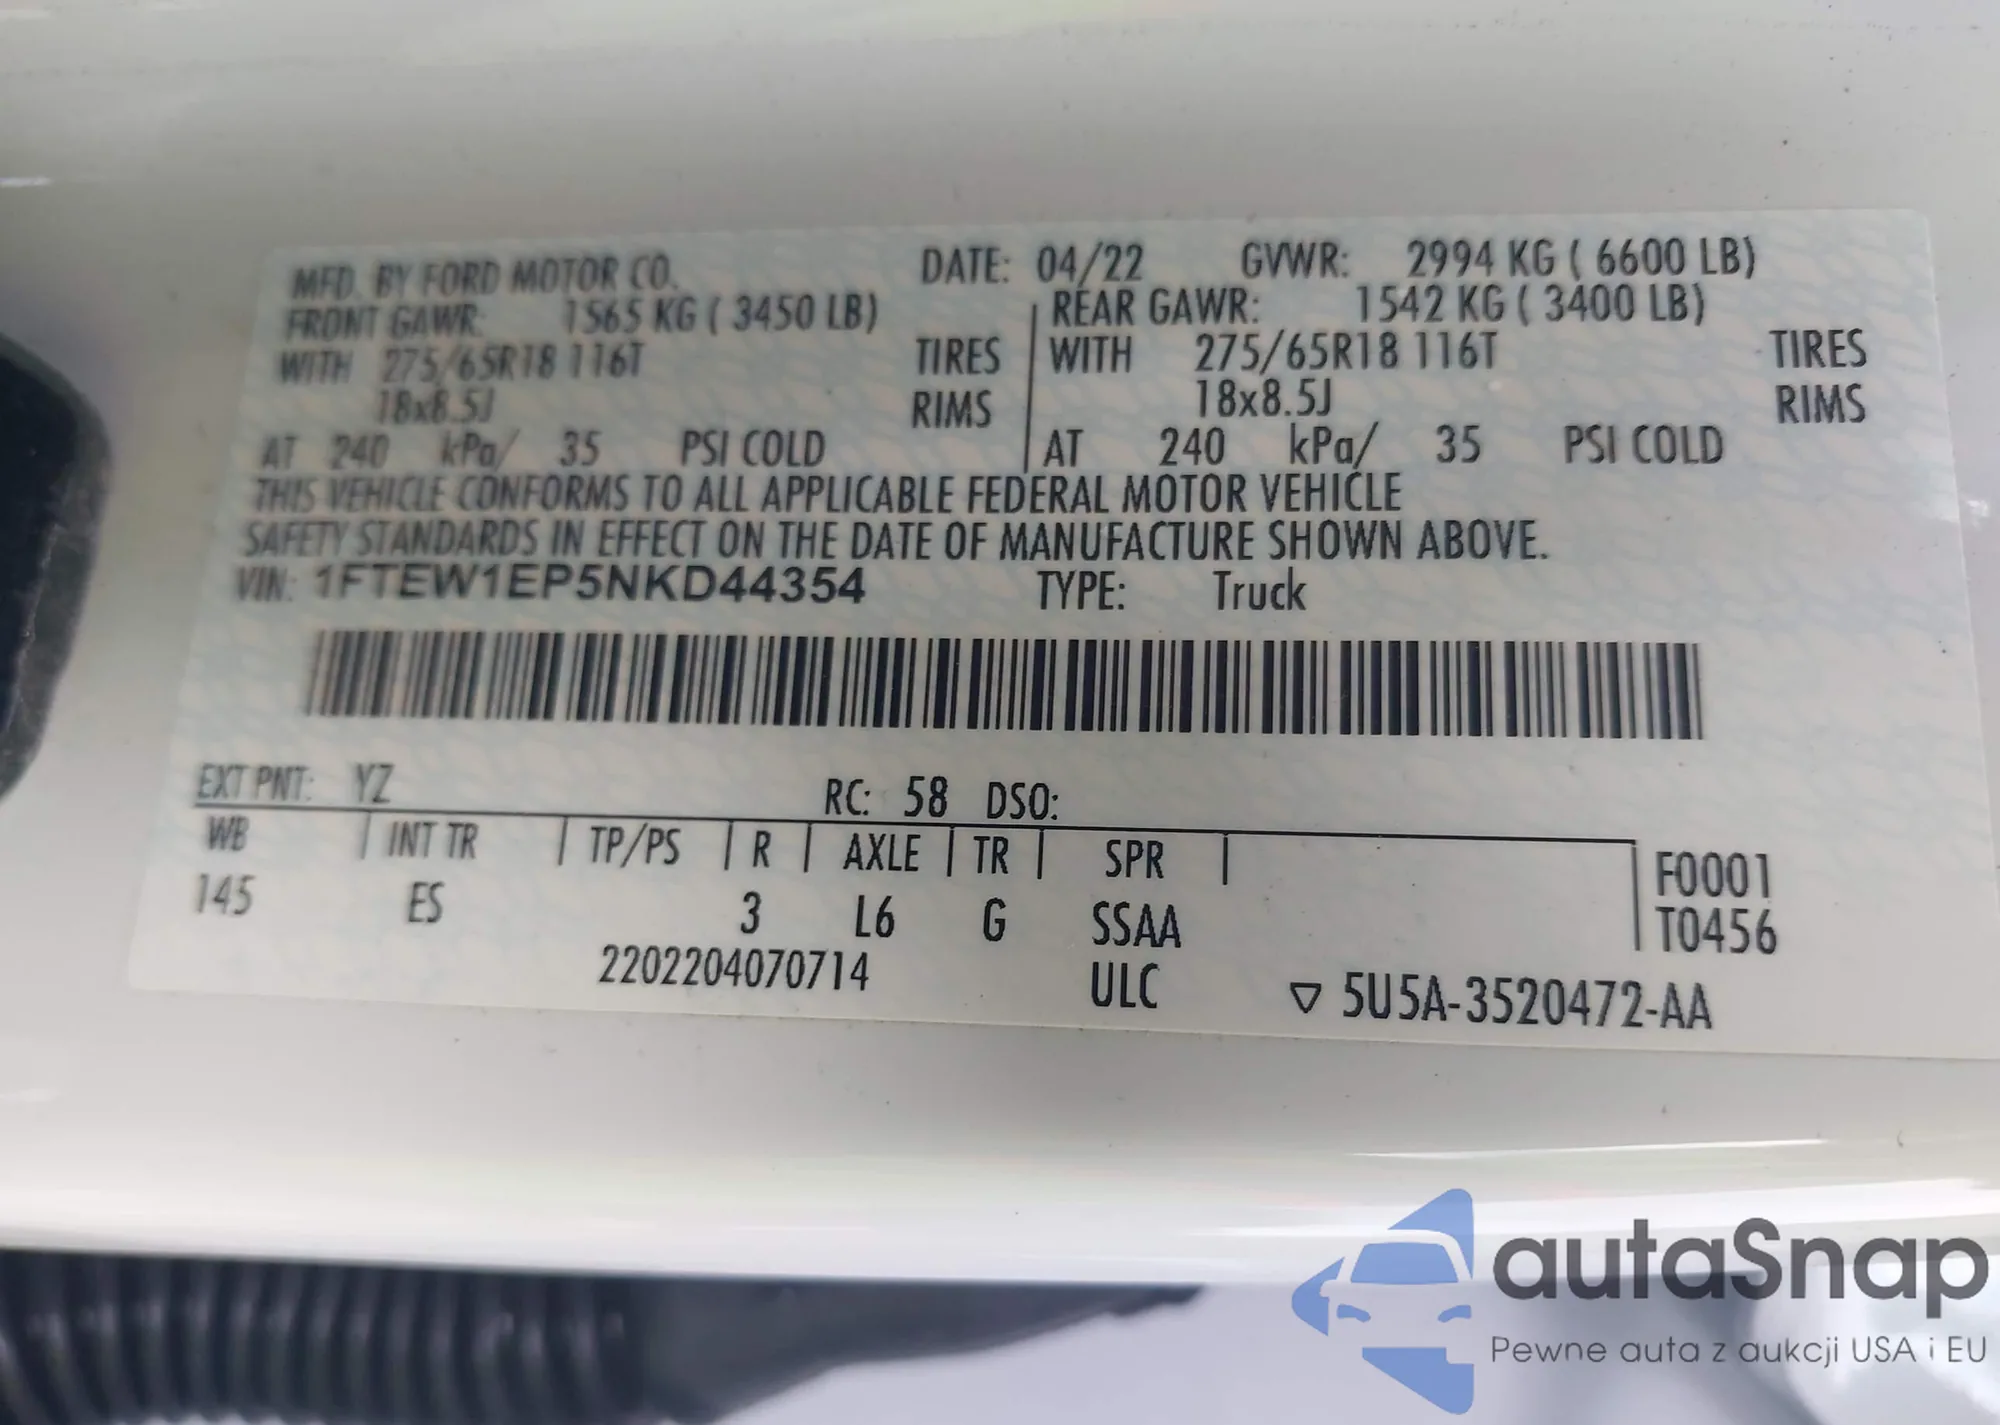 MFD. BY FORD MOTOR CO. DATE: 04/22 GVWR: 2994 KG ( 6600 LB)
FRONT GAWR: 1565 KG ( 3450 LB) REAR GAWR: 1542 KG ( 3400 LB)
WITH 275/65R18 116T TIRES WITH 275/65R18 116T TIRES
18x8.5J RIMS 18x8.5J RIMS
AT 240 kPa/ 35 PSI COLD AT 240 kPa/ 35 PSI COLD
THIS VEHICLE CONFORMS TO ALL APPLICABLE FEDERAL MOTOR VEHICLE
SAFETY STANDARDS IN EFFECT ON THE DATE OF MANUFACTURE SHOWN ABOVE.
VIN: 1FTEW1EP5NKD44354 TYPE: Truck
EXT PNT: YZ RC: 58 DSO:
WB INT TR TP/PS R AXLE TR SPR F0001
145 ES 3 L6 G SSAA T0456
2202204070714 ULC ▽ 5U5A-3520472-AA
autaSnap
Pewne auta z aukcji USA i EU